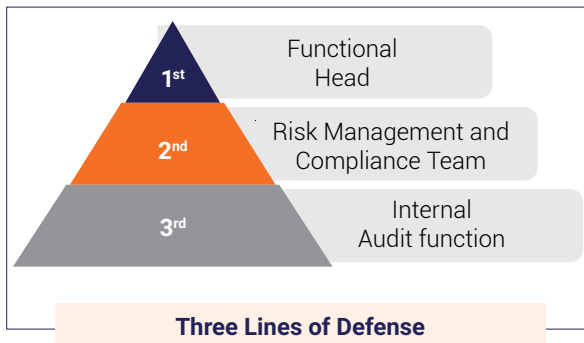 1st
Functional
Head
2nd
Risk Management and
Compliance Team
3rd
Internal
Audit function
Three Lines of Defense